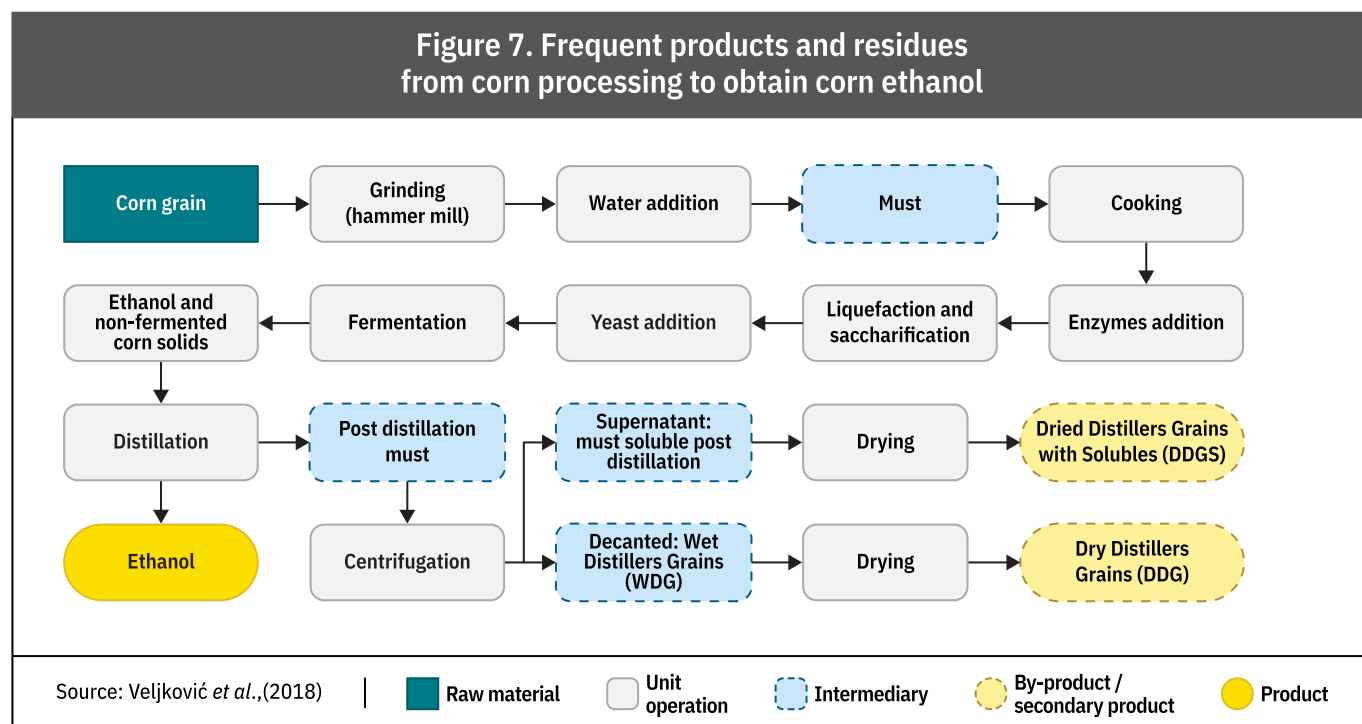 Figure 7. Frequent products and residues
from corn processing to obtain corn ethanol
Corn grain
Grinding
(hammer mill)
Water addition
Must
Cooking
Ethanol and
non-fermented
corn solids
Fermentation
Yeast addition
Liquefaction and
saccharification
Enzymes addition
Distillation
Post distillation
must
Supernatant:
must soluble post
distillation
Drying
Dried Distillers Grains
with Solubles (DDGS)
Ethanol
Centrifugation
Decanted: Wet
Distillers Grains
(WDG)
Drying
Dry Distillers
Grains (DDG)
Source: Veljković et al.,(2018)
Raw material
Unit
operation
Intermediary
By-product /
secondary product
Product